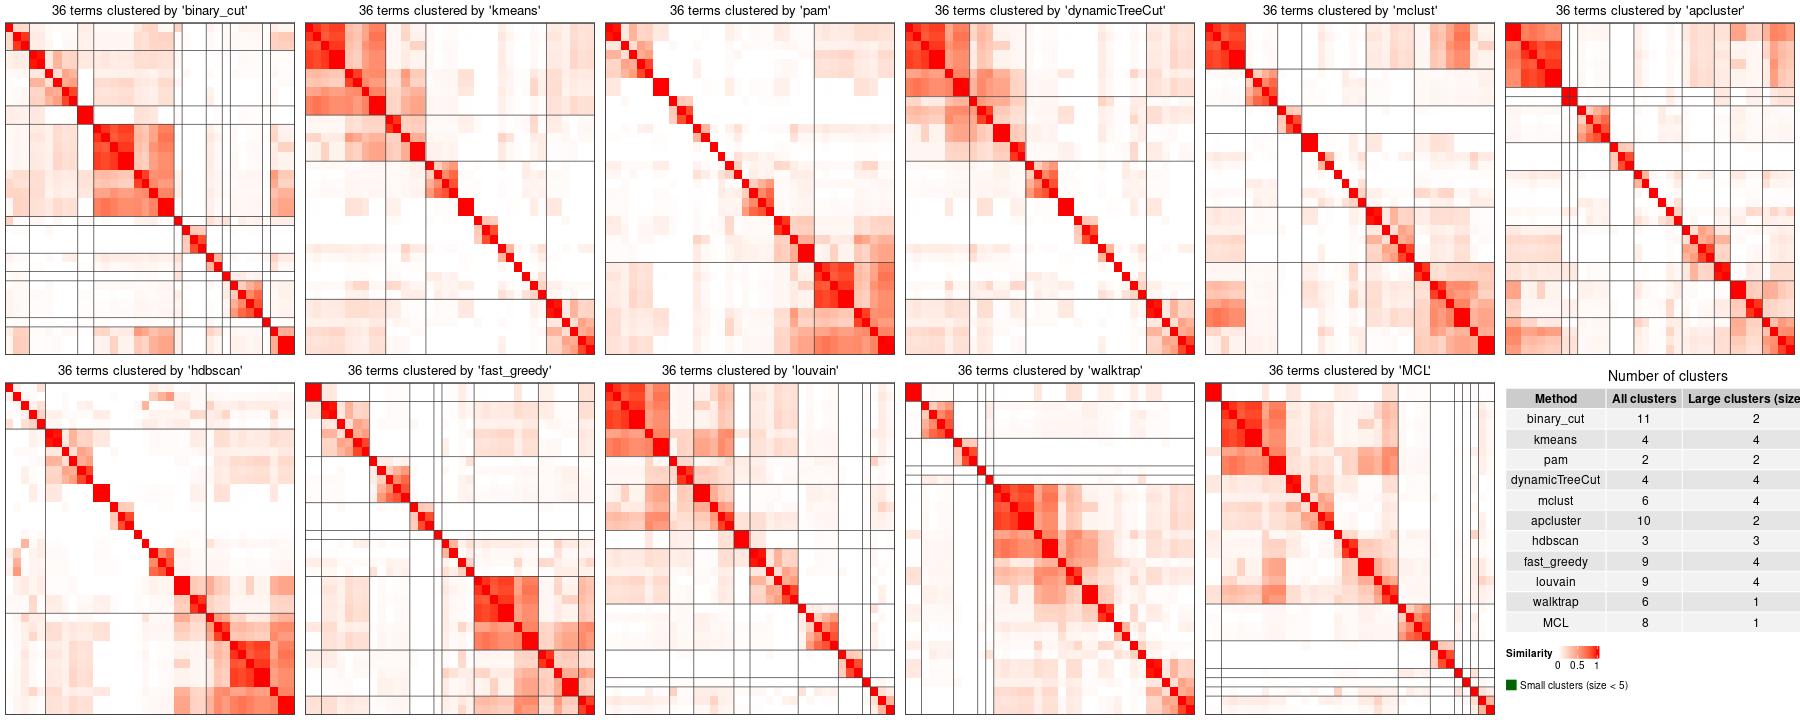 36 terms clustered by 'binary_cut'
36 terms clustered by 'kmeans'
36 terms clustered by 'pam'
36 terms clustered by 'dynamicTreeCut'
36 terms clustered by 'mclust'
36 terms clustered by 'apcluster'
36 terms clustered by 'hdbscan'
36 terms clustered by 'fast_greedy'
36 terms clustered by 'louvain'
36 terms clustered by 'walktrap'
36 terms clustered by 'MCL'
Number of clusters
Method All clusters Large clusters (size
binary_cut 11 2
kmeans 4 4
pam 2 2
dynamicTreeCut 4 4
mclust 6 4
apcluster 10 2
hdbscan 3 3
fast_greedy 9 4
louvain 9 4
walktrap 6 1
MCL 8 1
Similarity
0 0.5 1
Small clusters (size < 5)